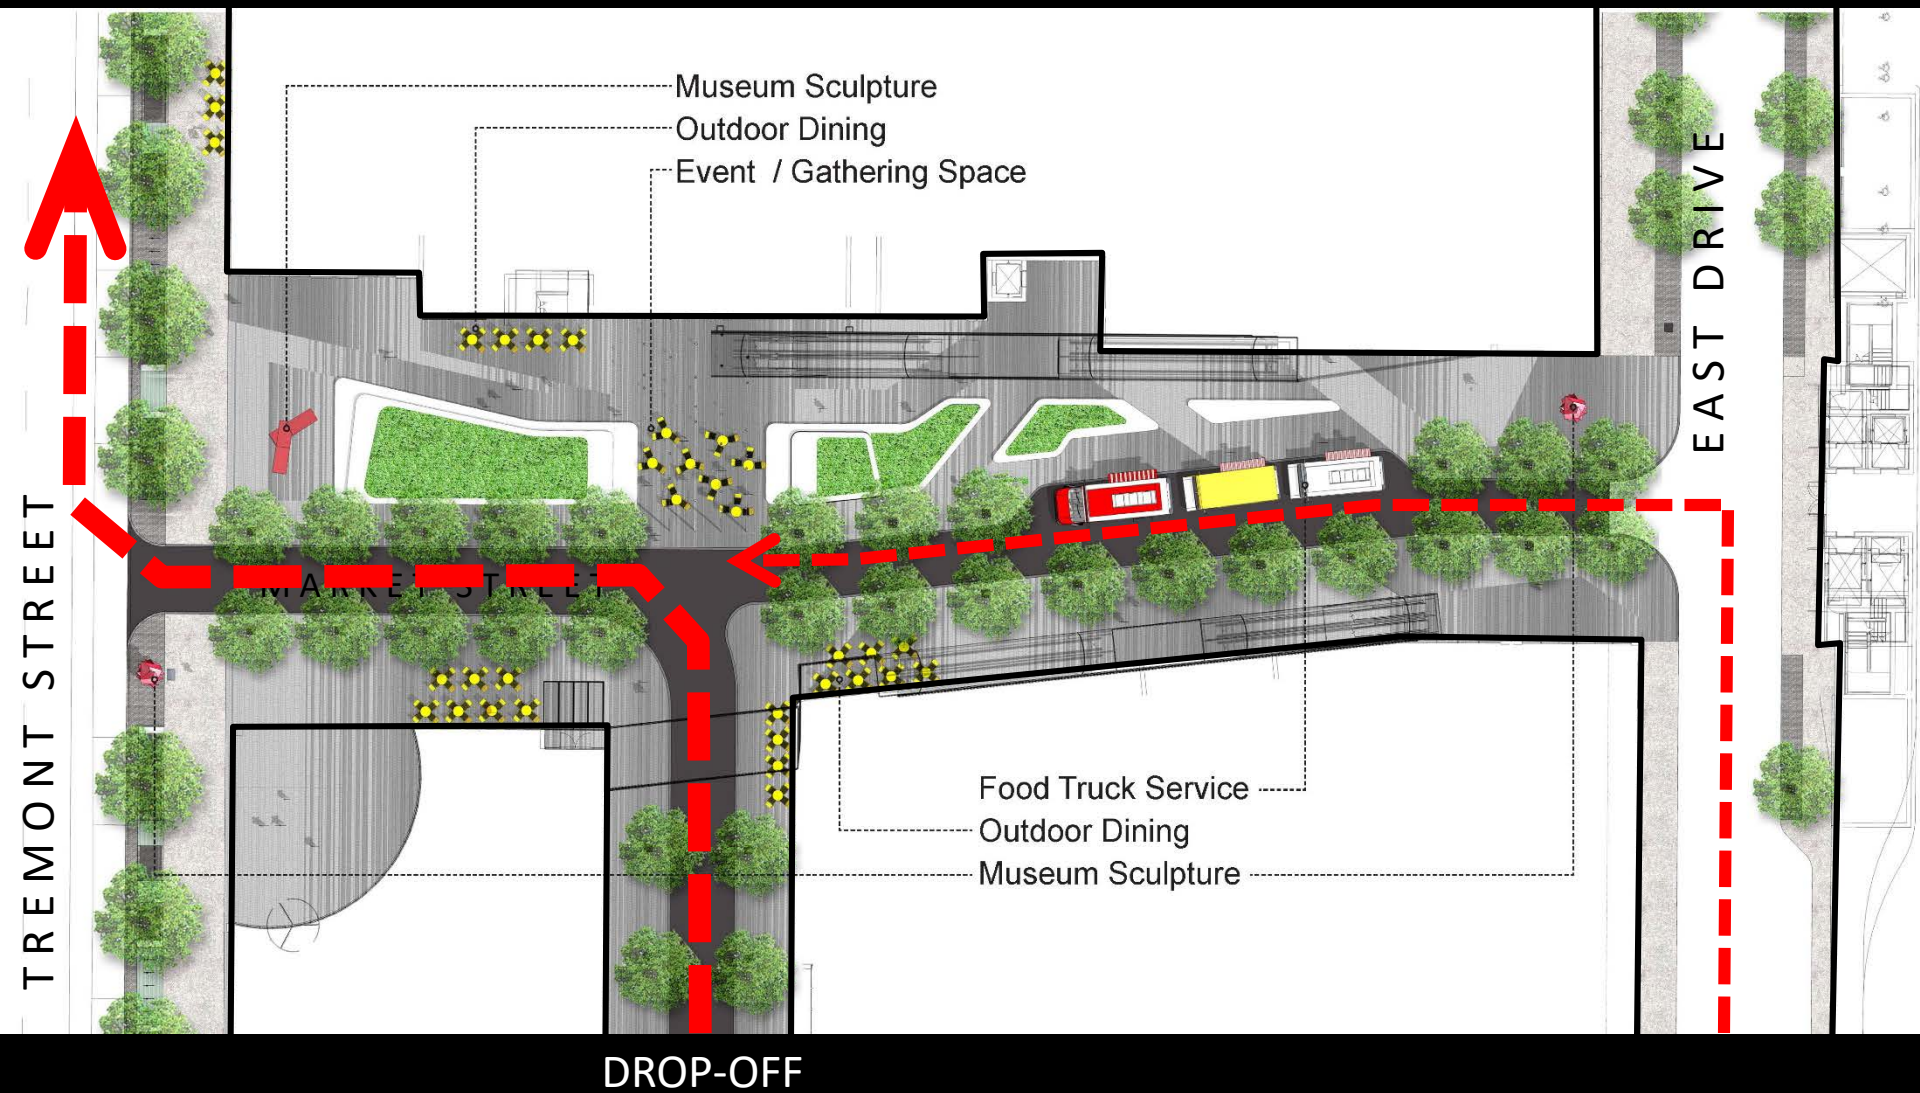 Museum Sculpture
Outdoor Dining
Event / Gathering Space
EAST DRIVE
TREMONT STREET
MARKET STREET
Food Truck Service
Outdoor Dining
Museum Sculpture
DROP-OFF